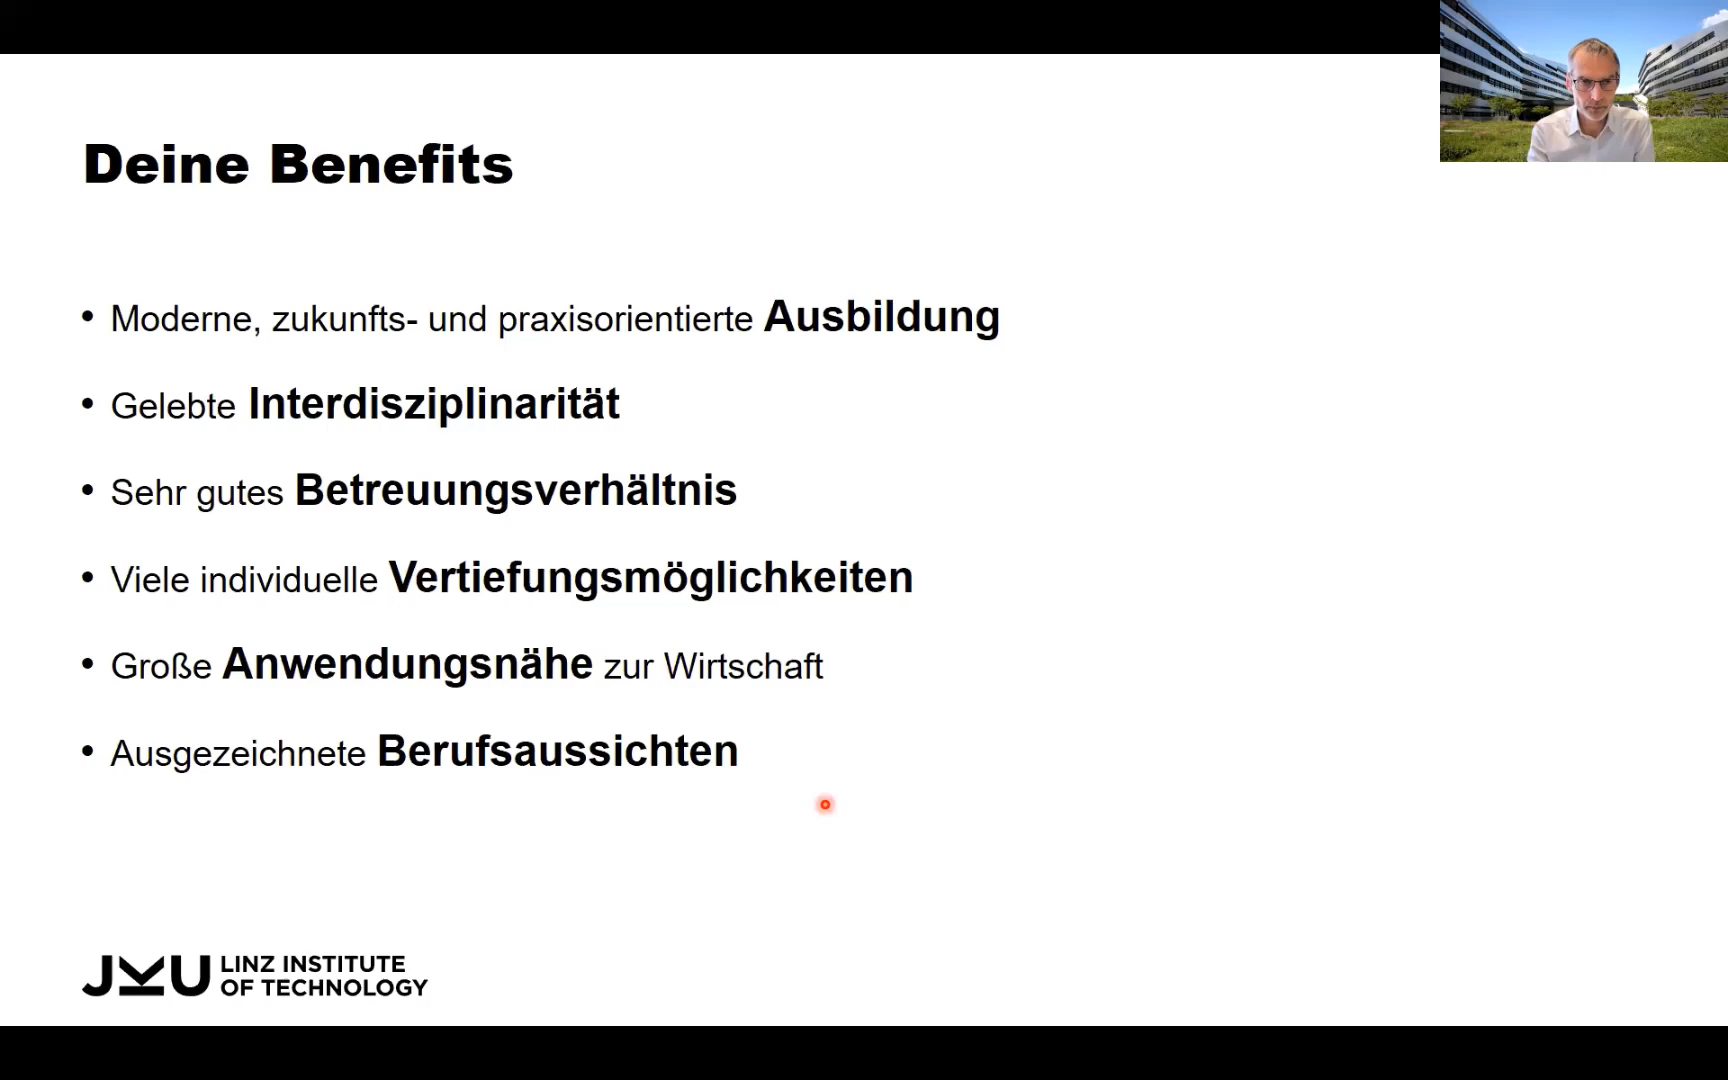 Deine Benefits
• Moderne, zukunfts- und praxisorientierte Ausbildung
• Gelebte Interdisziplinarität
• Sehr gutes Betreuungsverhältnis
• Viele individuelle Vertiefungsmöglichkeiten
• Große Anwendungsnähe zur Wirtschaft
• Ausgezeichnete Berufsaussichten
JKU LINZ INSTITUTE
OF TECHNOLOGY